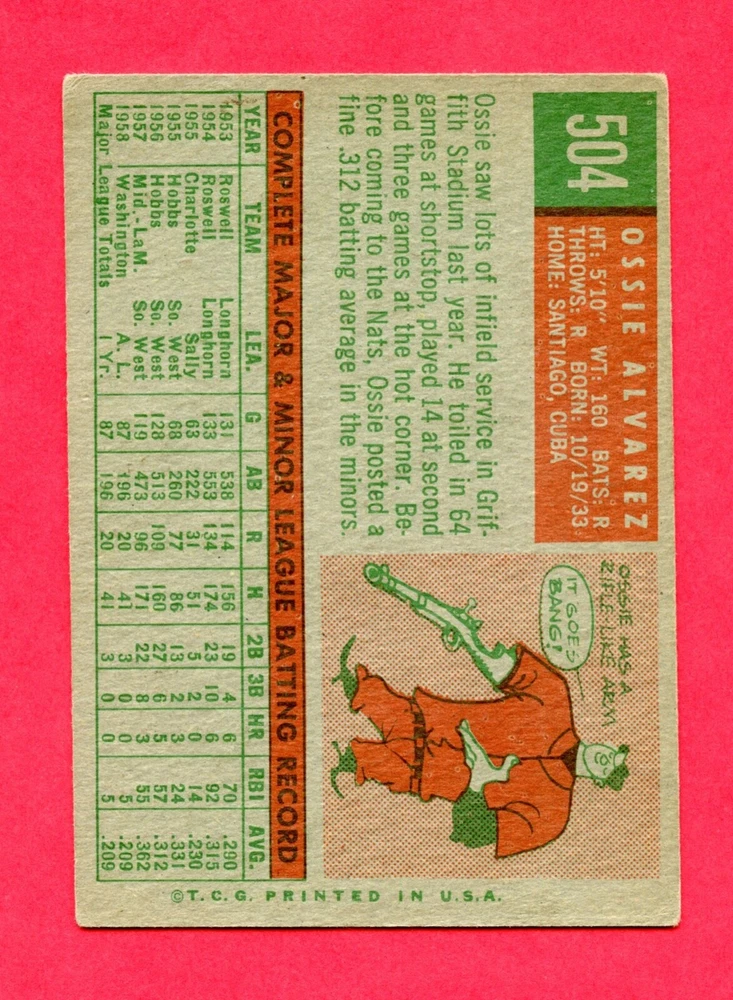 504
OSSIE ALVAREZ
HT: 5'10" WT: 160 BATS: R
THROWS: R BORN: 10/19/33
HOME: SANTIAGO, CUBA
Ossie saw lots of infield service in Grif-
fith Stadium last year. He toiled in 64
games at shortstop, played 14 at second
and three games at the hot corner. Be-
fore coming to the Nats, Ossie posted a
fine .312 batting average in the minors.
OSSIE HAS A
RIFLE-LIKE ARM
IT GOES
BANG!
COMPLETE MAJOR & MINOR LEAGUE BATTING RECORD
YEAR TEAM LEA. G AB R H 2B 3B HR RBI AVG.
1953 Roswell Longhorn 131 538 114 156 19 4 6 70 .290
1954 Roswell Longhorn 133 553 134 174 23 10 6 92 .315
1955 Charlotte Sally 63 222 31 51 5 2 0 14 .230
1955 Hobbs So. West 68 260 77 86 13 2 3 24 .331
1956 Hobbs So. West 128 513 109 160 27 6 5 57 .312
1957 Mid.-LaM. So. West 119 473 96 171 22 8 3 55 .362
1958 Washington A. L. 87 196 20 41 3 0 0 5 .209
Major League Totals 1 Yr. 87 196 20 41 3 0 0 5 .209
©T. C. G. PRINTED IN U.S.A.